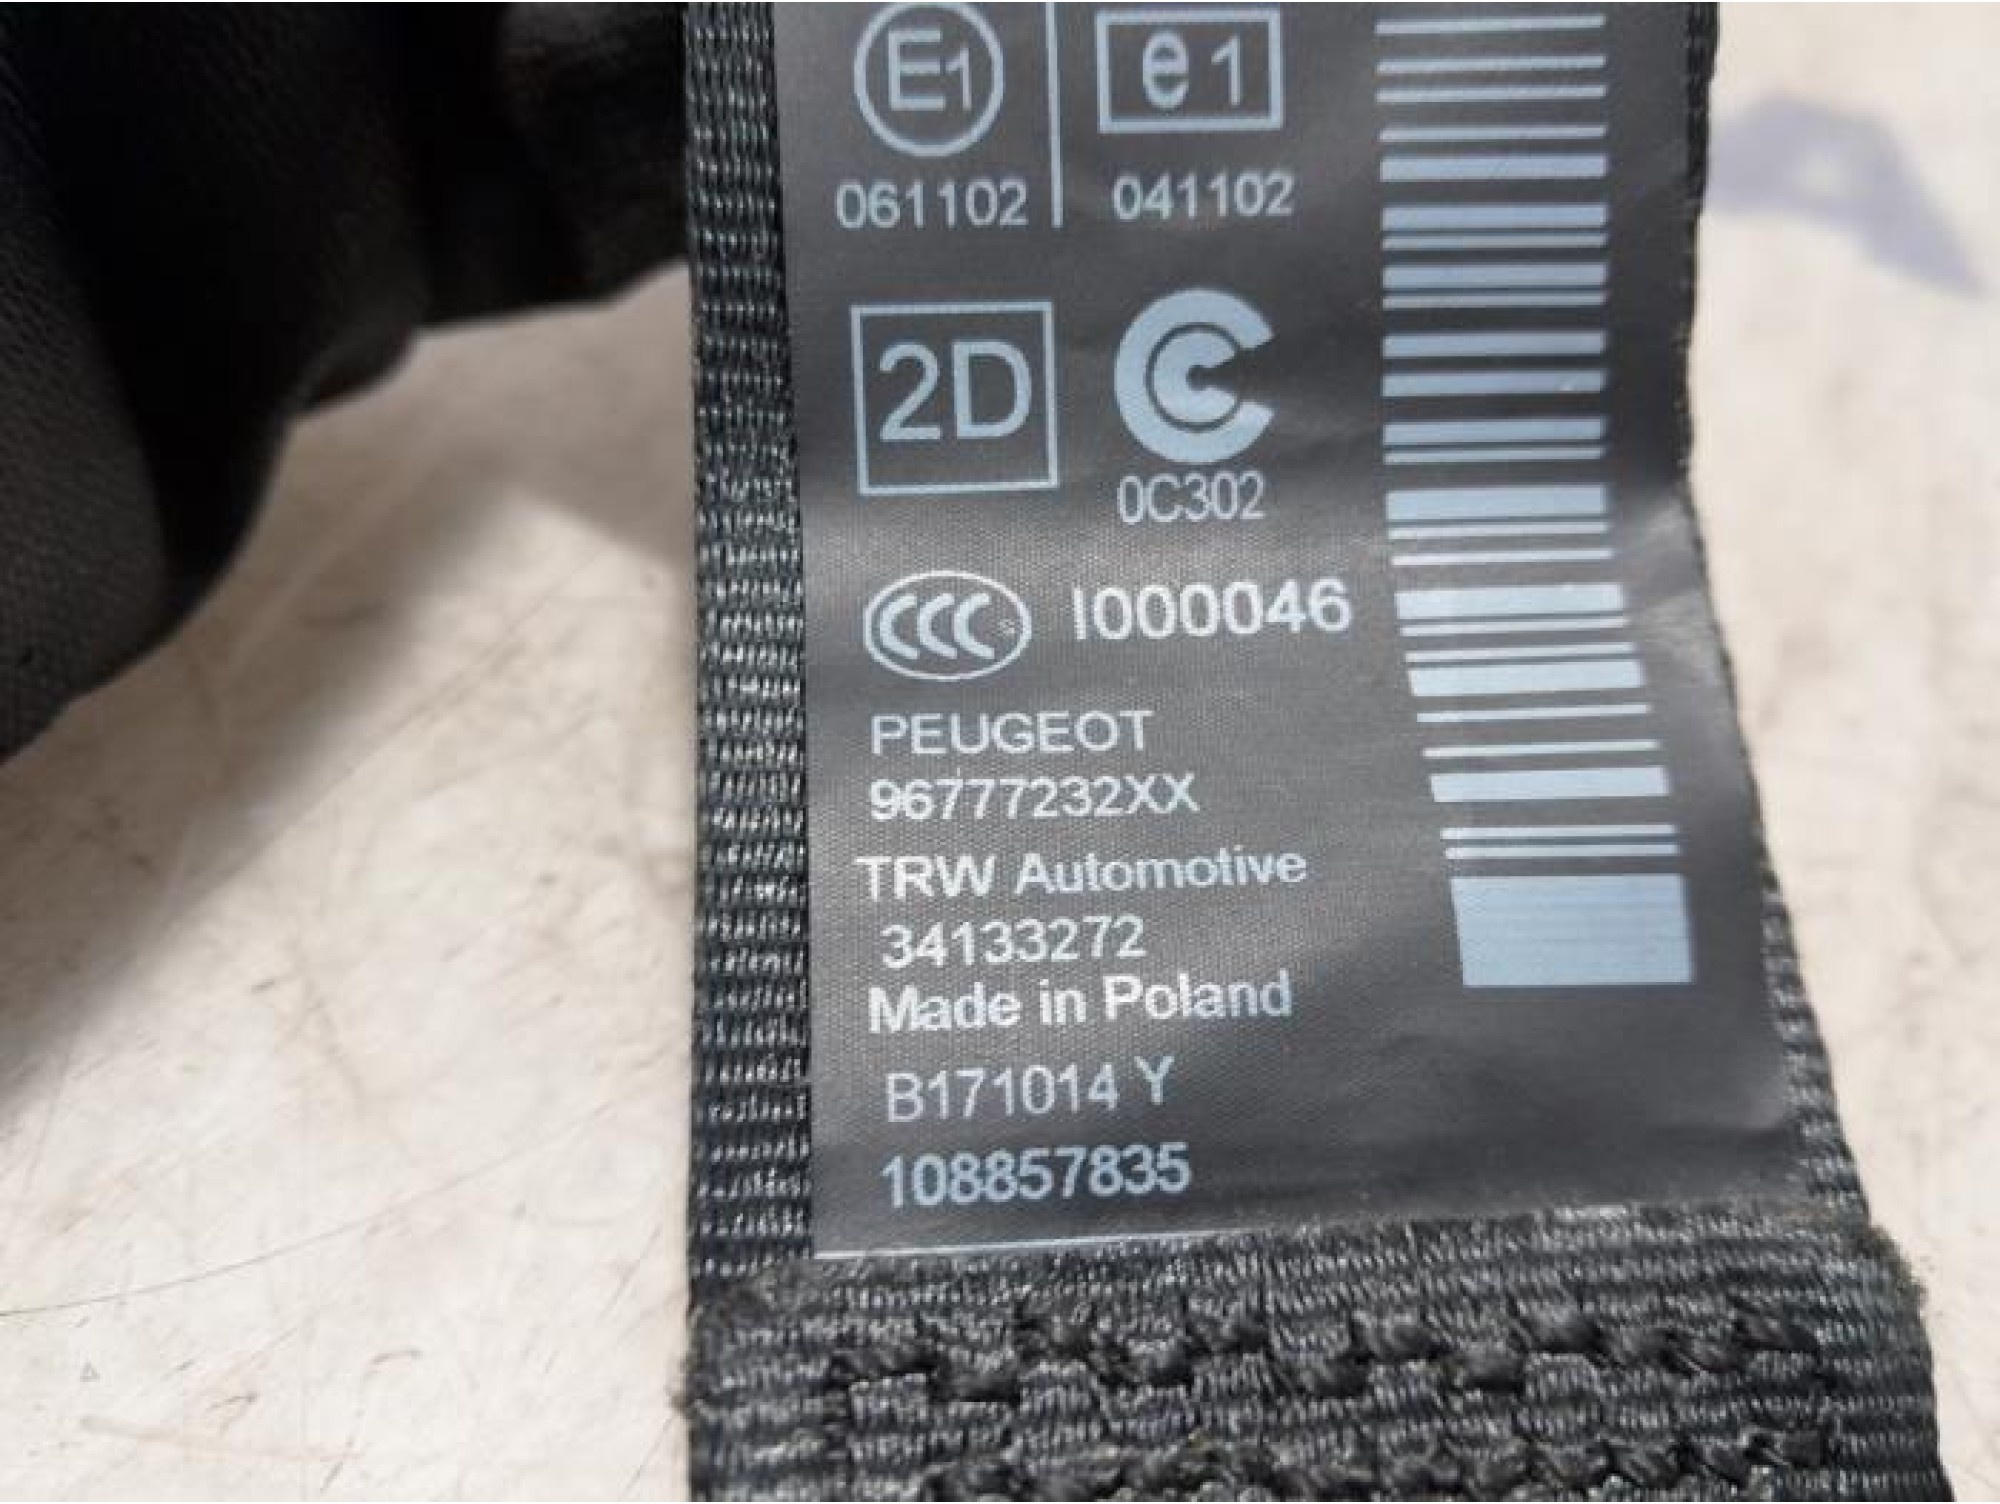 E1 e1
061102 041102
2D
0C302
CCC I000046
PEUGEOT
96777232XX
TRW Automotive
34133272
Made in Poland
B171014 Y
108857835